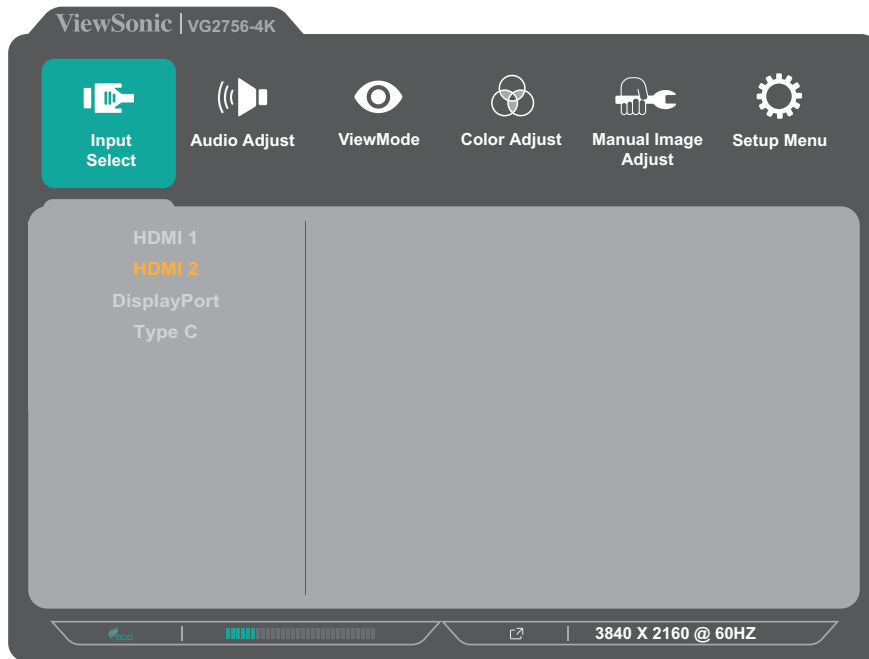 ViewSonic | VG2756-4K
Input
Select
Audio Adjust
ViewMode
Color Adjust
Manual Image
Adjust
Setup Menu
HDMI 1
HDMI 2
DisplayPort
Type C
eco
3840 X 2160 @ 60HZ